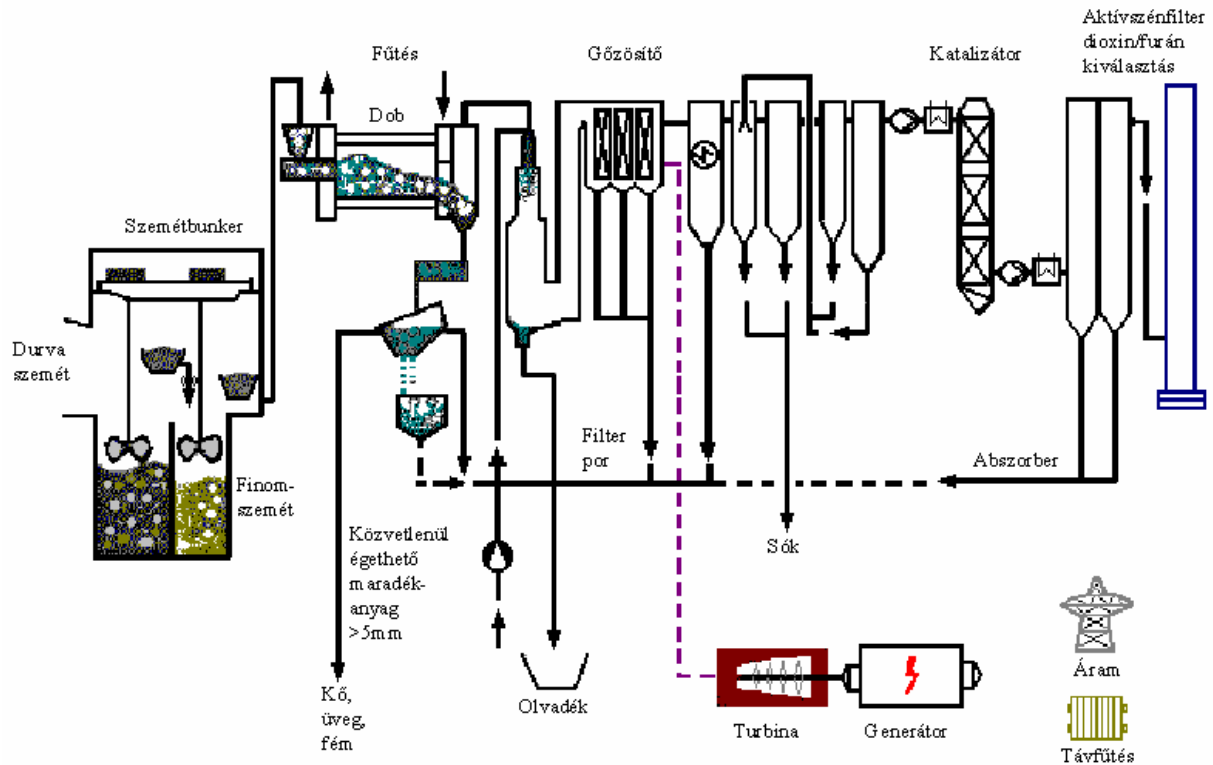 Aktívszénfilter
dioxin/furán
kiválasztás
Fűtés
Gőzösítő
Katalizátor
Dob
Szemétbunker
Durva
szemét
Finom-
szemét
Filter
por
Abszorber
Közvetlenül
égethető
maradék-
anyag
>5mm
Sók
Kő,
üveg,
fém
Olvadék
Turbina
Generátor
Áram
Távfűtés